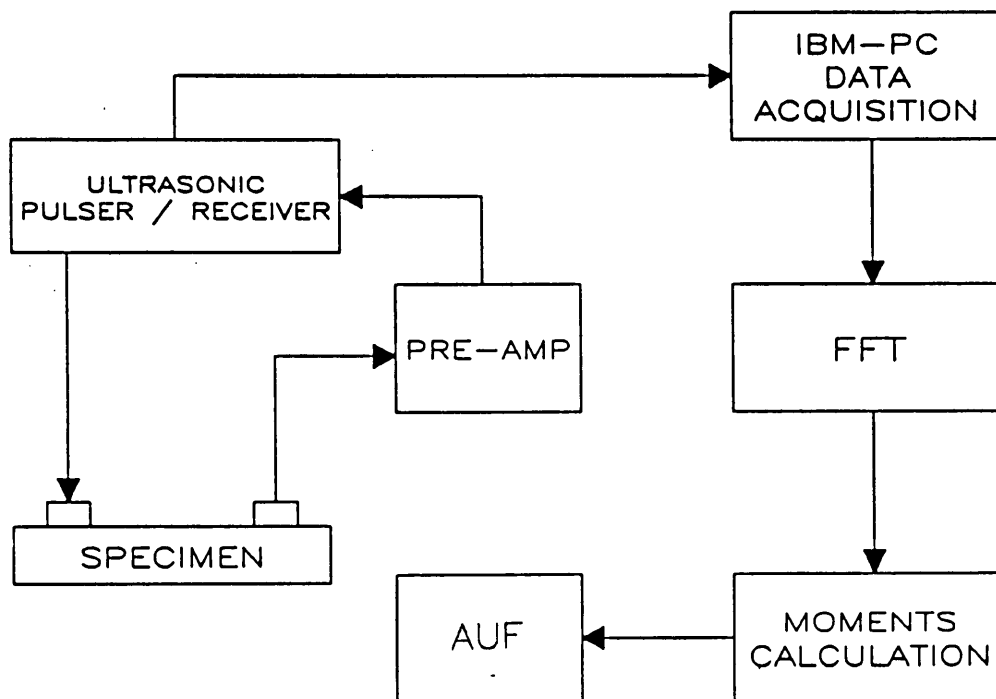 IBM-PC
DATA
ACQUISITION
ULTRASONIC
PULSER / RECEIVER
PRE-AMP
FFT
SPECIMEN
AUF
MOMENTS
CALCULATION